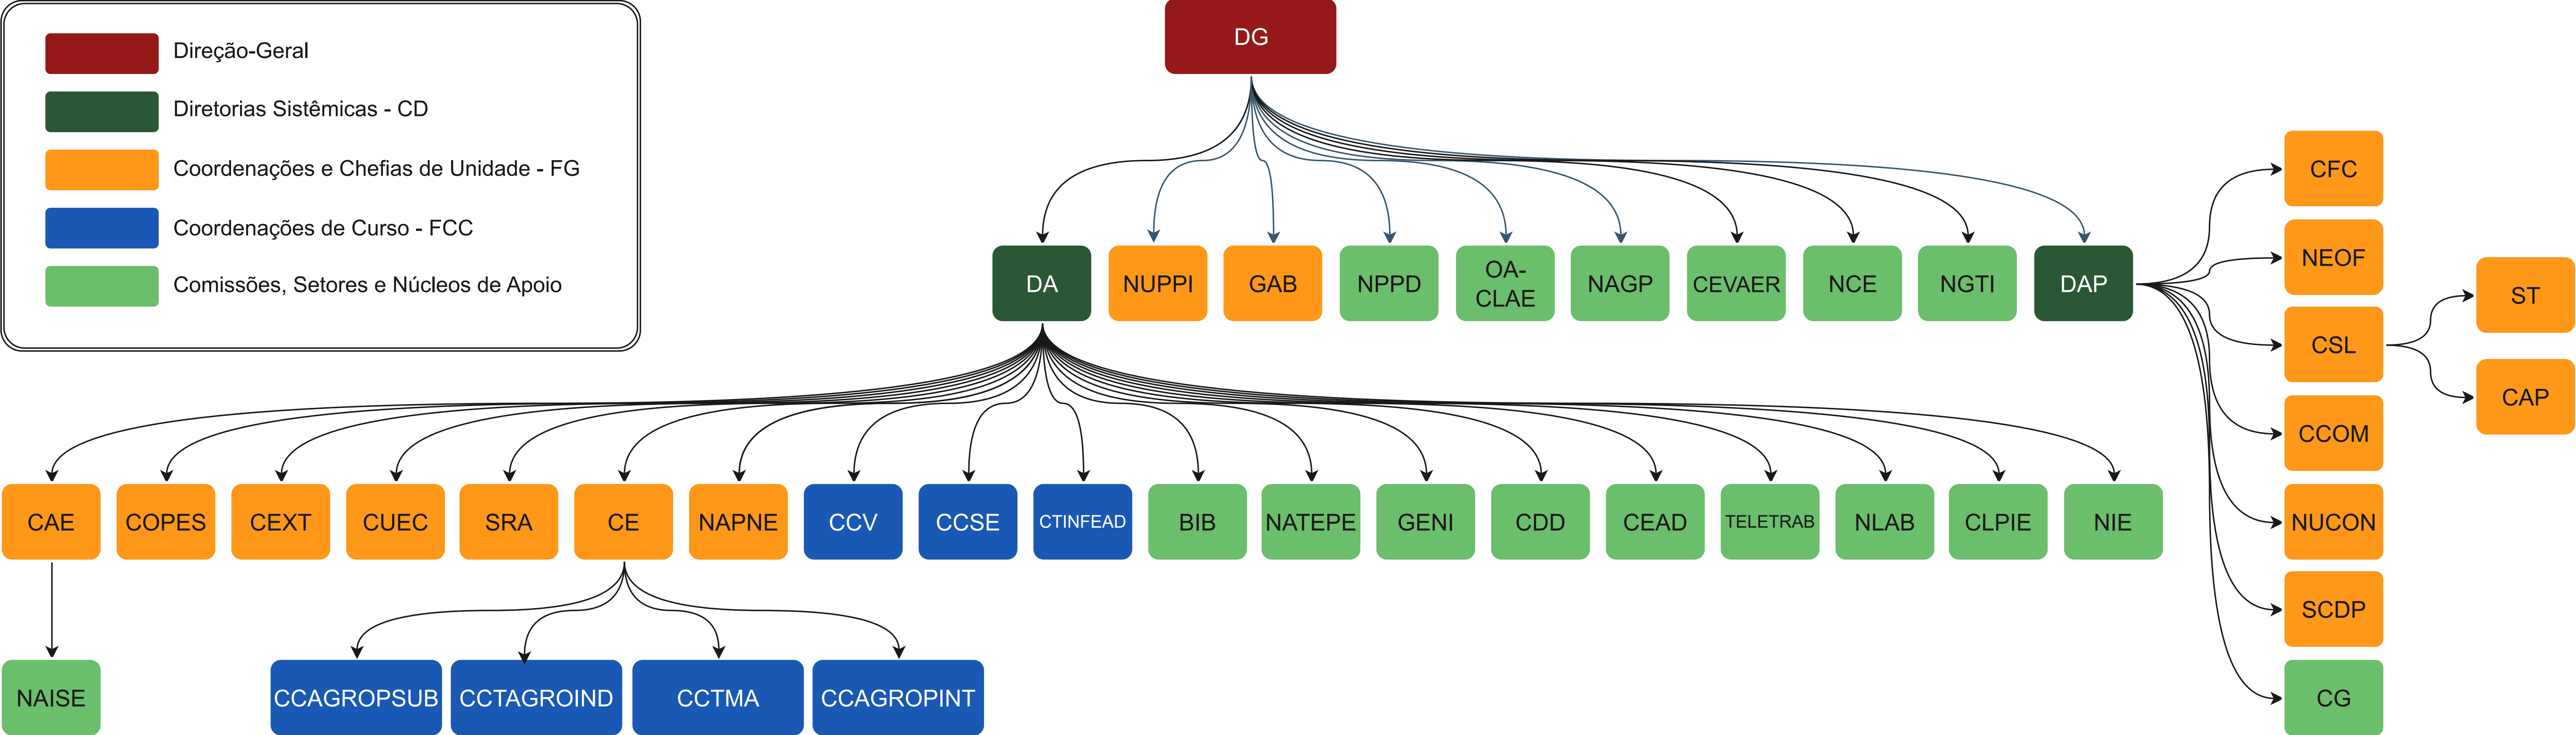 Direção-Geral
Diretorias Sistêmicas - CD
Coordenações e Chefias de Unidade - FG
Coordenações de Curso - FCC
Comissões, Setores e Núcleos de Apoio
DG
DA
NUPPI
GAB
NPPD
OA-
CLAE
NAGP
CEVAER
NCE
NGTI
DAP
CFC
NEOF
CSL
CCOM
NUCON
SCDP
CG
ST
CAP
CAE
COPES
CEXT
CUEC
SRA
CE
NAPNE
CCV
CCSE
CTINFEAD
BIB
NATEPE
GENI
CDD
CEAD
TELETRAB
NLAB
CLPIE
NIE
NAISE
CCAGROPSUB
CCTAGROIND
CCTMA
CCAGROPINT